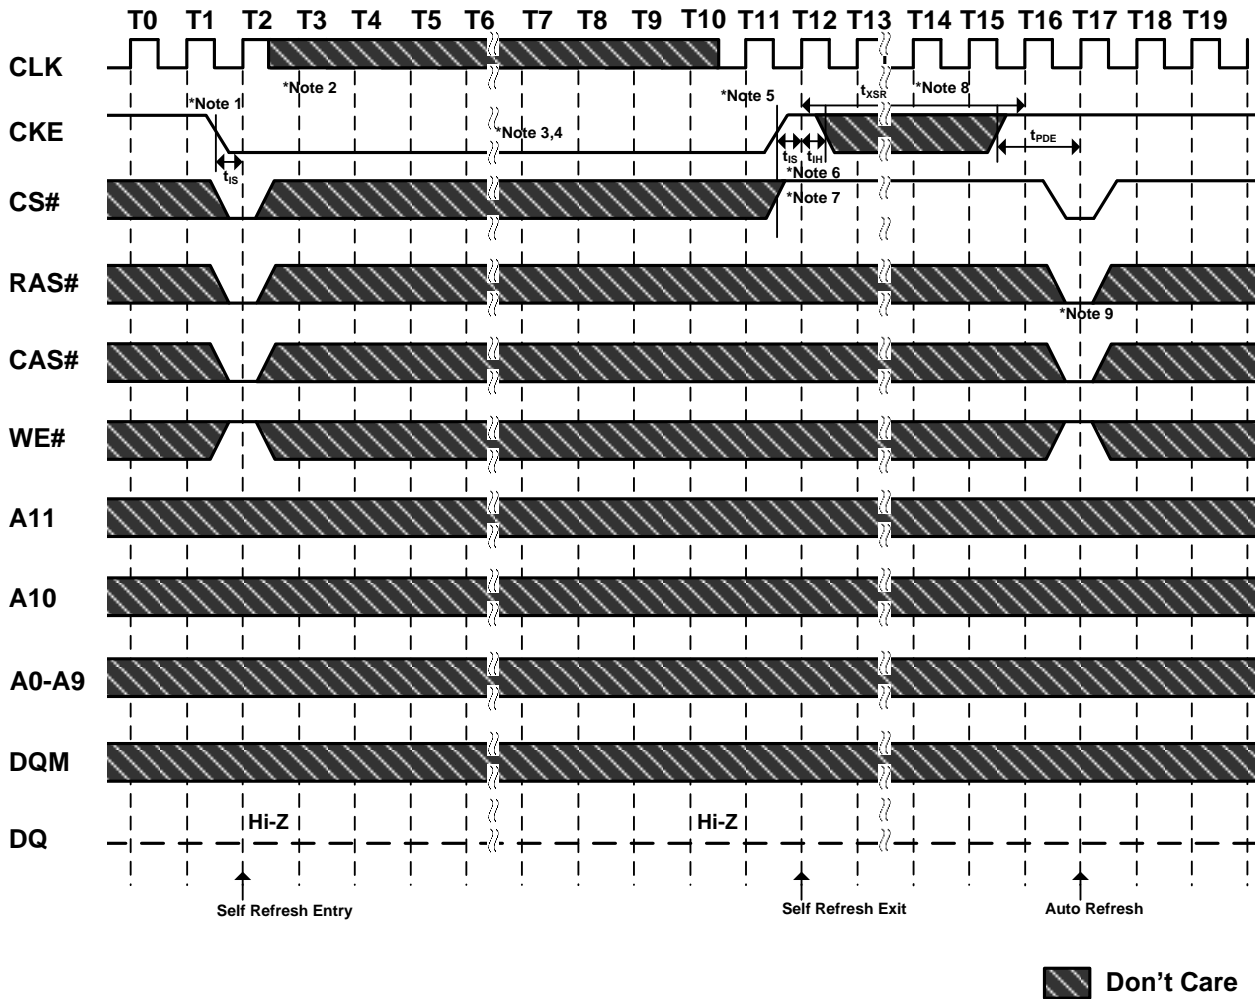 T0 T1 T2 T3 T4 T5 T6 T7 T8 T9 T10 T11 T12 T13 T14 T15 T16 T17 T18 T19
CLK
*Note 2
*Note 1
*Note 5
tXSR
*Note 8
CKE
*Note 3,4
tIS
tIS
tIH
tPDE
*Note 6
CS#
*Note 7
RAS#
*Note 9
CAS#
WE#
A11
A10
A0-A9
DQM
Hi-Z
Hi-Z
DQ
Self Refresh Entry
Self Refresh Exit
Auto Refresh
Don't Care